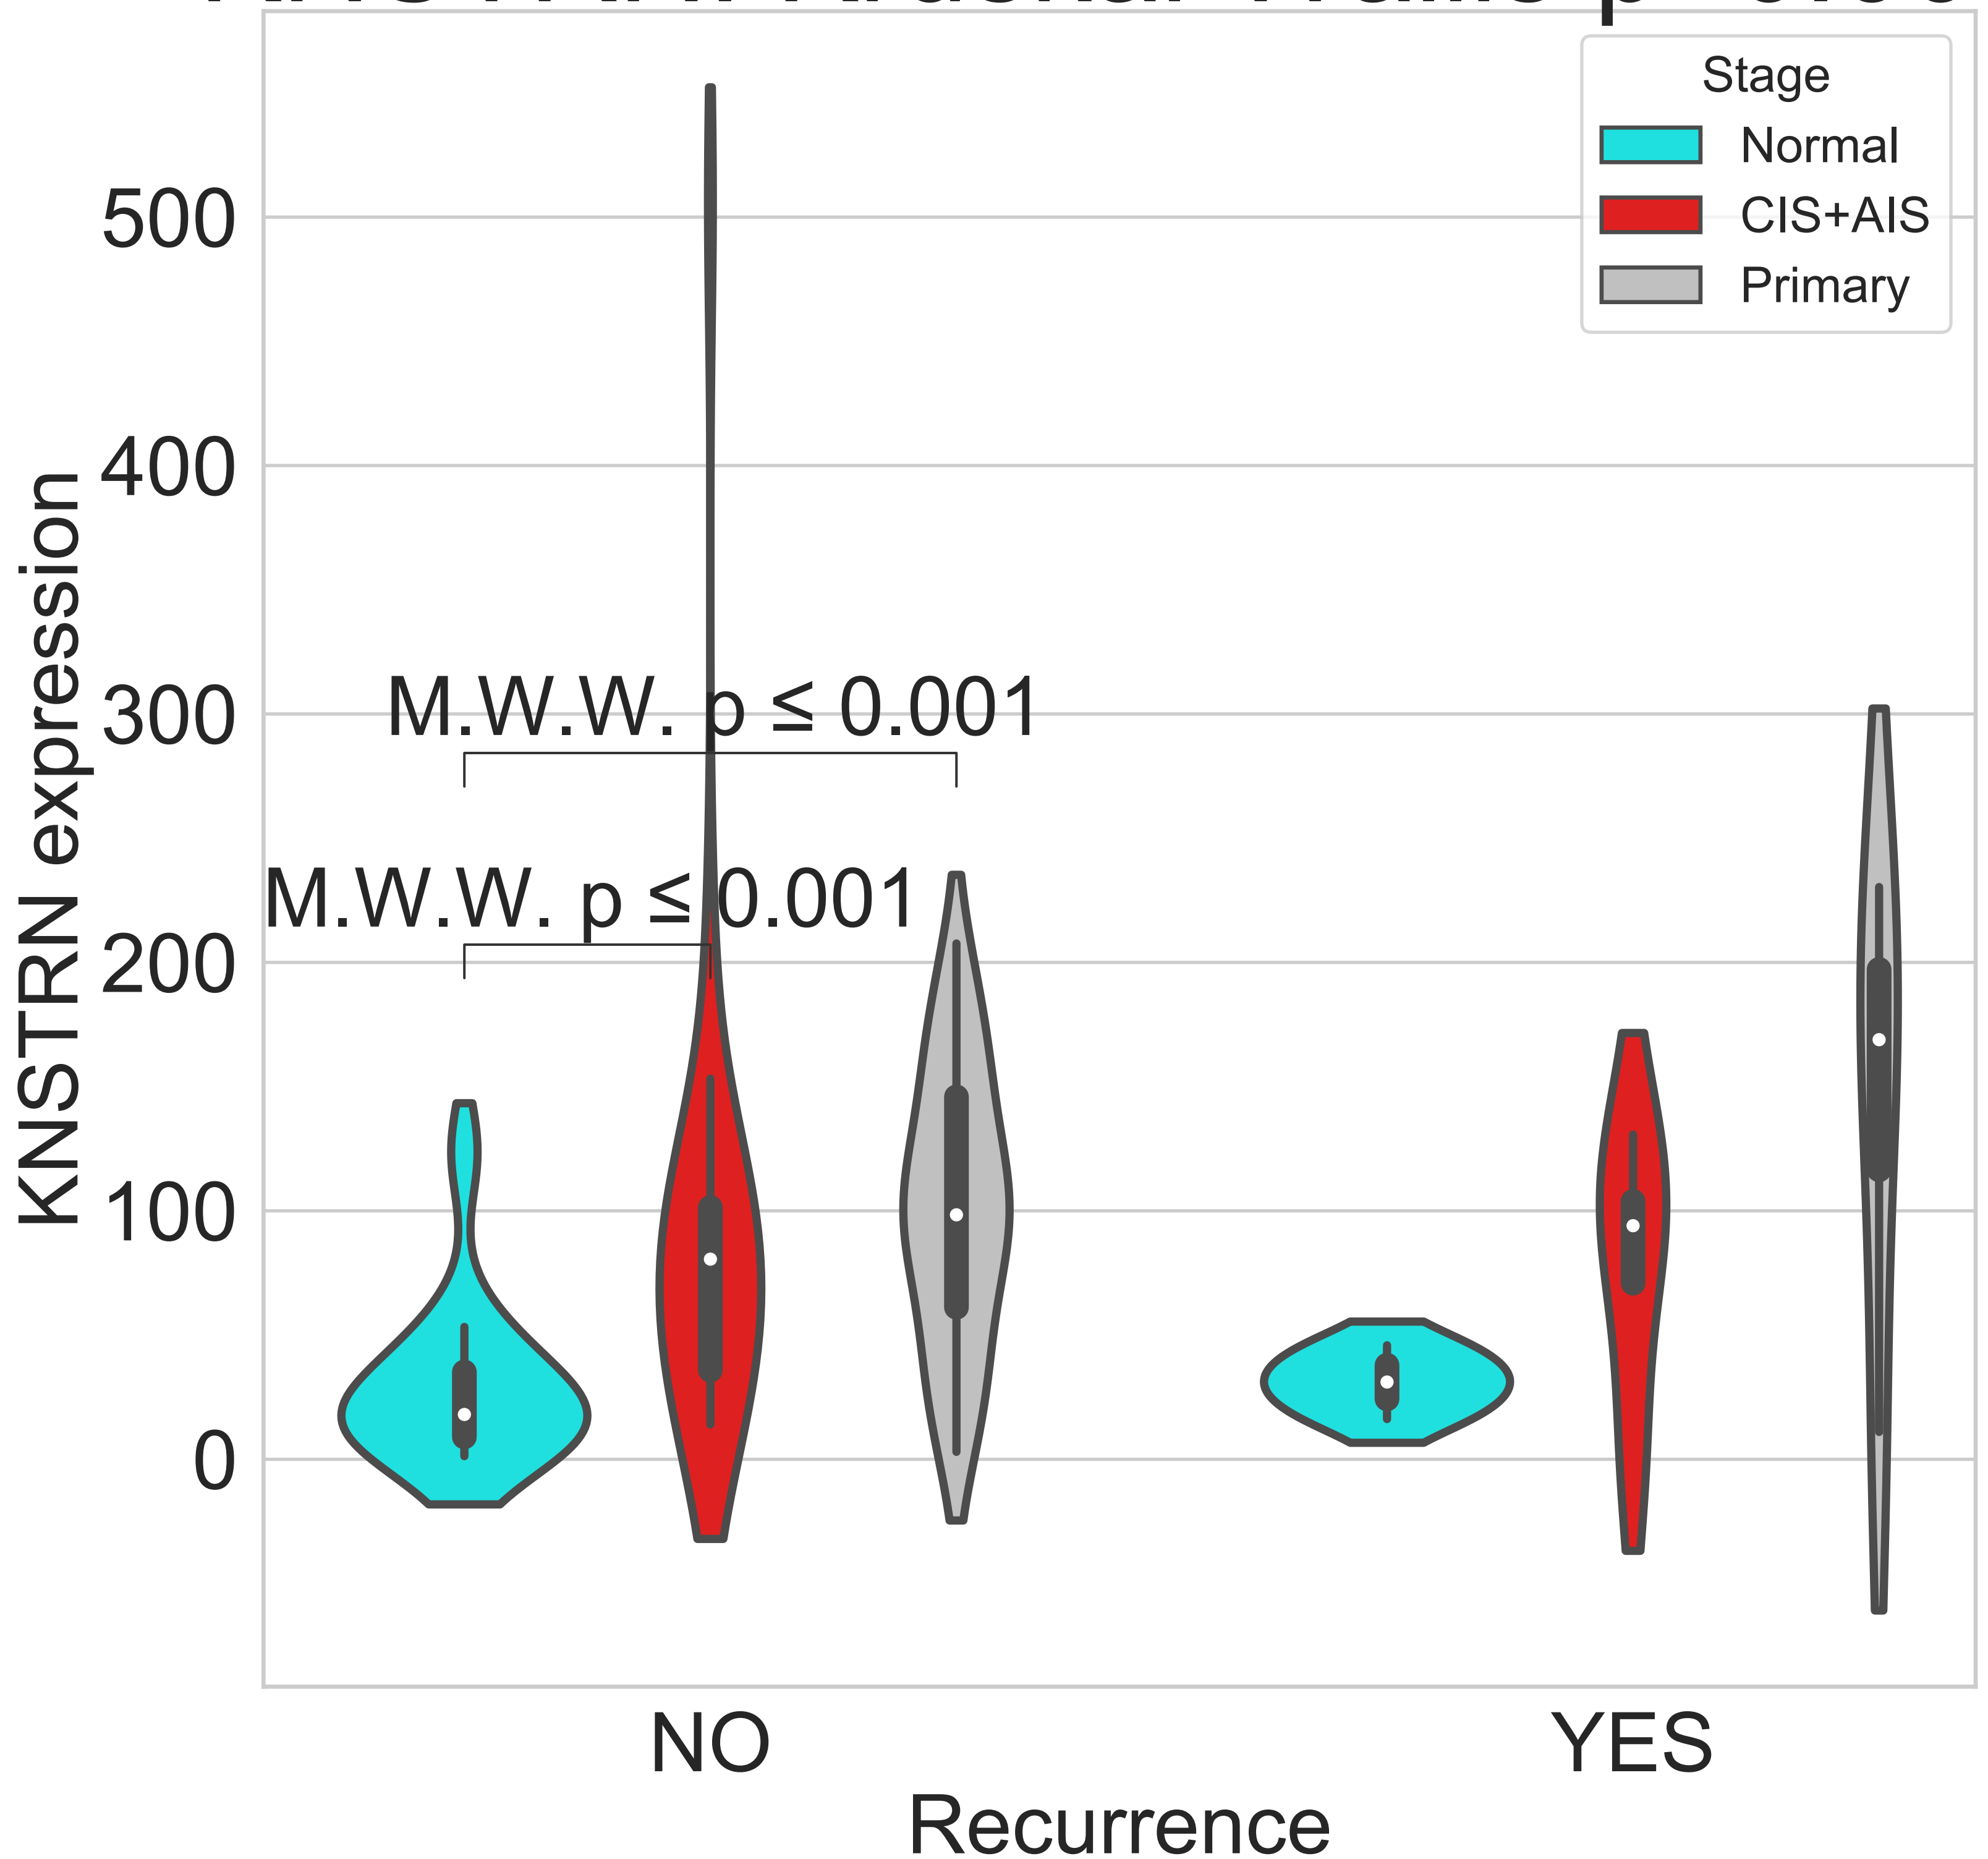 Stage
Normal
CIS+AIS
Primary
500
400
300
200
100
0
KNSTRN expression
M.W.W. p ≤ 0.001
M.W.W. p ≤ 0.001
NO
YES
Recurrence